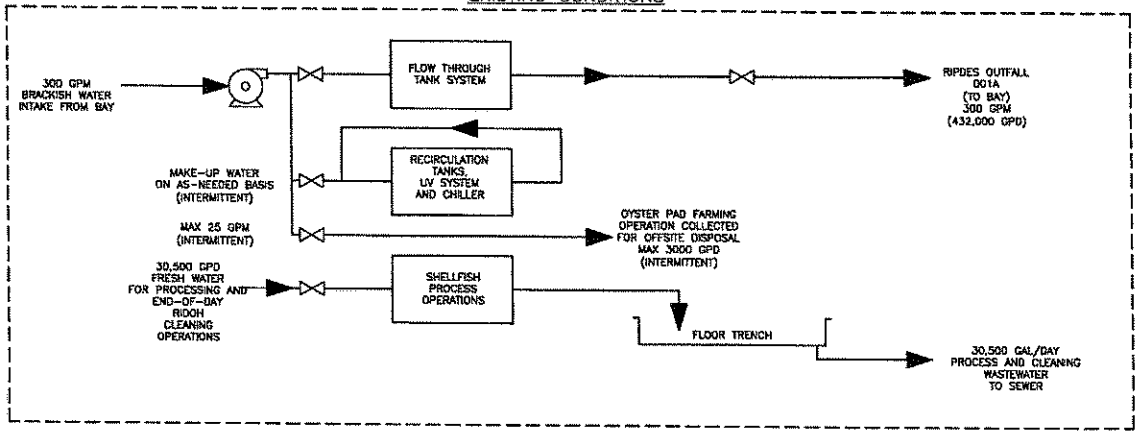 EXISTING CONDITIONS
300 GPM
BRACKISH WATER
INTAKE FROM BAY
FLOW THROUGH
TANK SYSTEM
RIPDES OUTFALL
001A
(TO BAY)
300 GPM
(432,000 GPD)
MAKE-UP WATER
ON AS-NEEDED BASIS
(INTERMITTENT)
RECIRCULATION
TANKS,
UV SYSTEM
AND CHILLER
MAX 25 GPM
(INTERMITTENT)
OYSTER PAD FARMING
OPERATION COLLECTED
FOR OFFSITE DISPOSAL
MAX 3000 GPD
(INTERMITTENT)
30,500 GPD
FRESH WATER
FOR PROCESSING AND
END-OF-DAY
RIDOH
CLEANING
OPERATIONS
SHELLFISH
PROCESS
OPERATIONS
FLOOR TRENCH
30,500 GAL/DAY
PROCESS AND CLEANING
WASTEWATER
TO SEWER